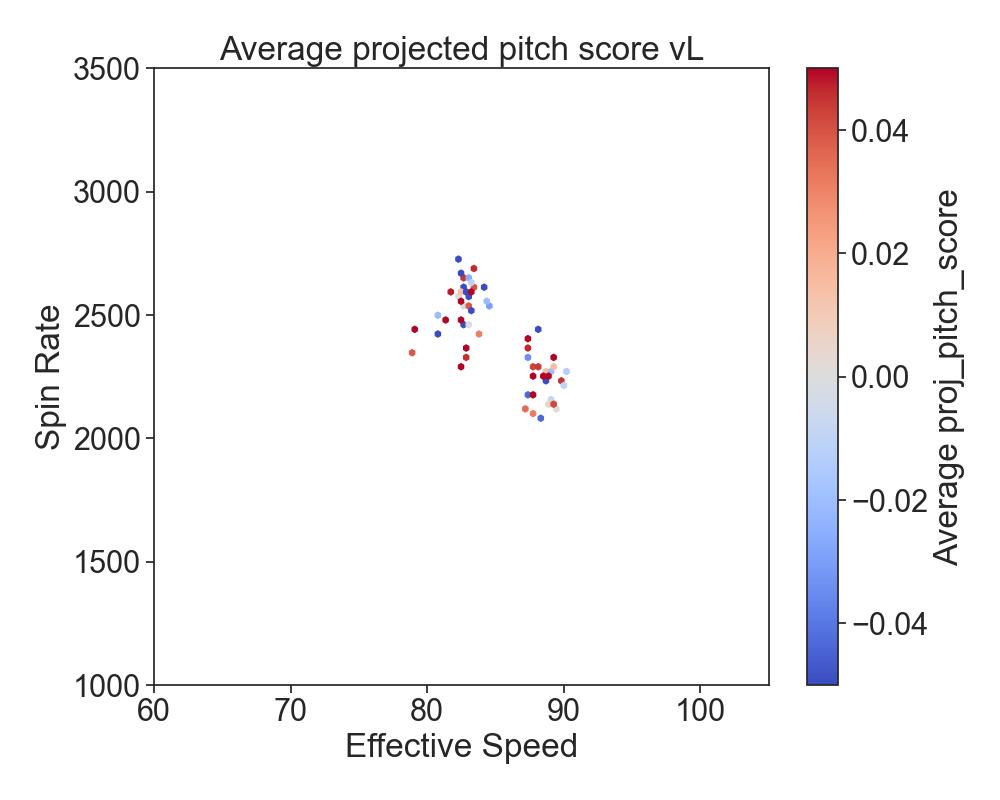 Average projected pitch score vL
3500
3000
2500
2000
1500
1000
Spin Rate
60 70 80 90 100
Effective Speed
0.04
0.02
0.00
−0.02
−0.04
Average proj_pitch_score